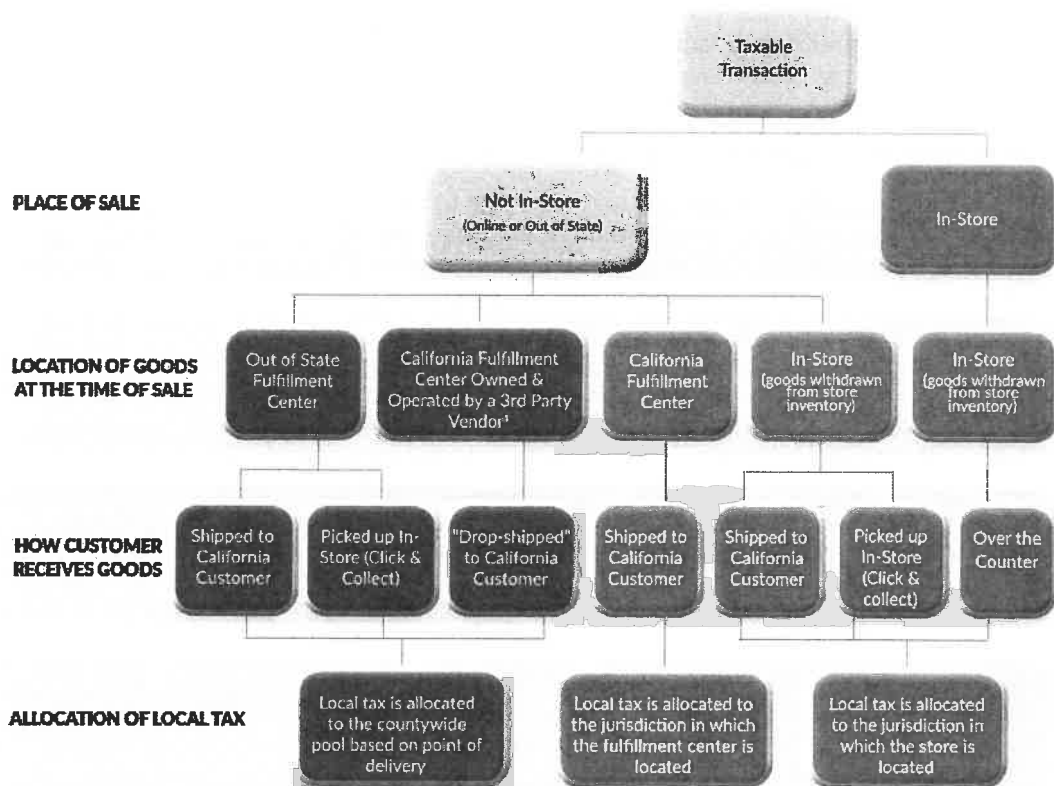 Taxable
Transaction
PLACE OF SALE
Not In-Store
(Online or Out of State)
In-Store
LOCATION OF GOODS
AT THE TIME OF SALE
Out of State
Fulfillment
Center
California Fulfillment
Center Owned &
Operated by a 3rd Party
Vendor¹
California
Fulfillment
Center
In-Store
(goods withdrawn
from store
inventory)
In-Store
(goods withdrawn
from store
inventory)
HOW CUSTOMER
RECEIVES GOODS
Shipped to
California
Customer
Picked up In-
Store (Click &
Collect)
"Drop-shipped"
to California
Customer
Shipped to
California
Customer
Shipped to
California
Customer
Picked up
In-Store
(Click &
collect)
Over the
Counter
ALLOCATION OF LOCAL TAX
Local tax is allocated
to the countywide
pool based on point of
delivery
Local tax is allocated to
the jurisdiction in which
the fulfillment center is
located
Local tax is allocated
to the jurisdiction in
which the store is
located